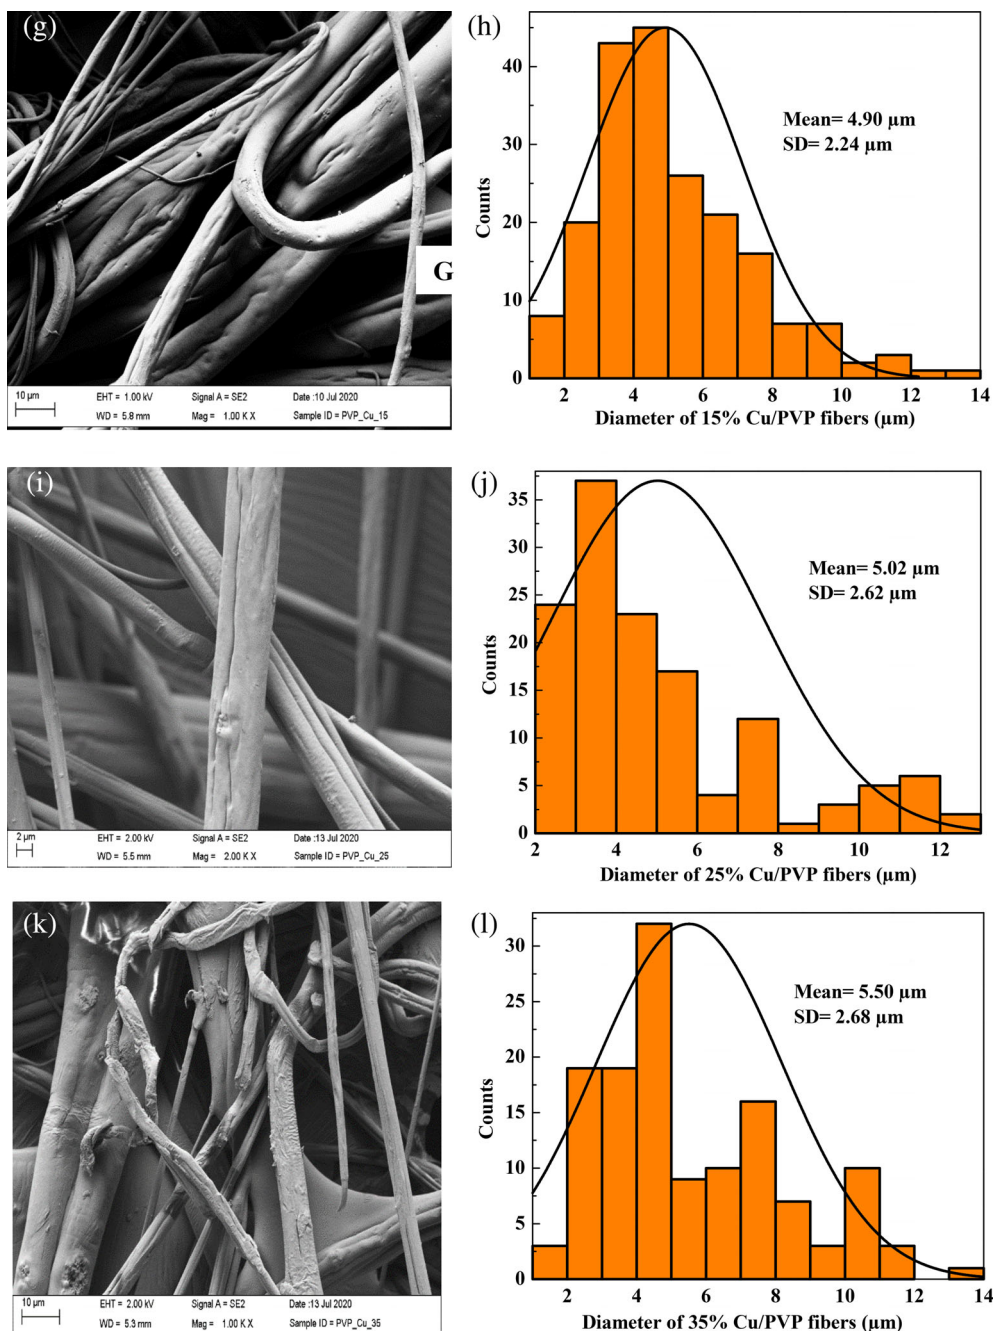 (g)
G
10 µm
EHT = 1.00 kV
Signal A = SE2
Date :10 Jul 2020
WD = 5.8 mm
Mag = 1.00 K X
Sample ID = PVP_Cu_15
(h)
Counts
40
30
20
10
0
Mean= 4.90 µm
SD= 2.24 µm
2 4 6 8 10 12 14
Diameter of 15% Cu/PVP fibers (µm)
(i)
2 µm
EHT = 2.00 kV
Signal A = SE2
Date :13 Jul 2020
WD = 5.5 mm
Mag = 2.00 K X
Sample ID = PVP_Cu_25
(j)
Counts
35
30
25
20
15
10
5
0
Mean= 5.02 µm
SD= 2.62 µm
2 4 6 8 10 12
Diameter of 25% Cu/PVP fibers (µm)
(k)
10 µm
EHT = 2.00 kV
Signal A = SE2
Date :13 Jul 2020
WD = 5.3 mm
Mag = 1.00 K X
Sample ID = PVP_Cu_35
(l)
Counts
30
25
20
15
10
5
0
Mean= 5.50 µm
SD= 2.68 µm
2 4 6 8 10 12 14
Diameter of 35% Cu/PVP fibers (µm)